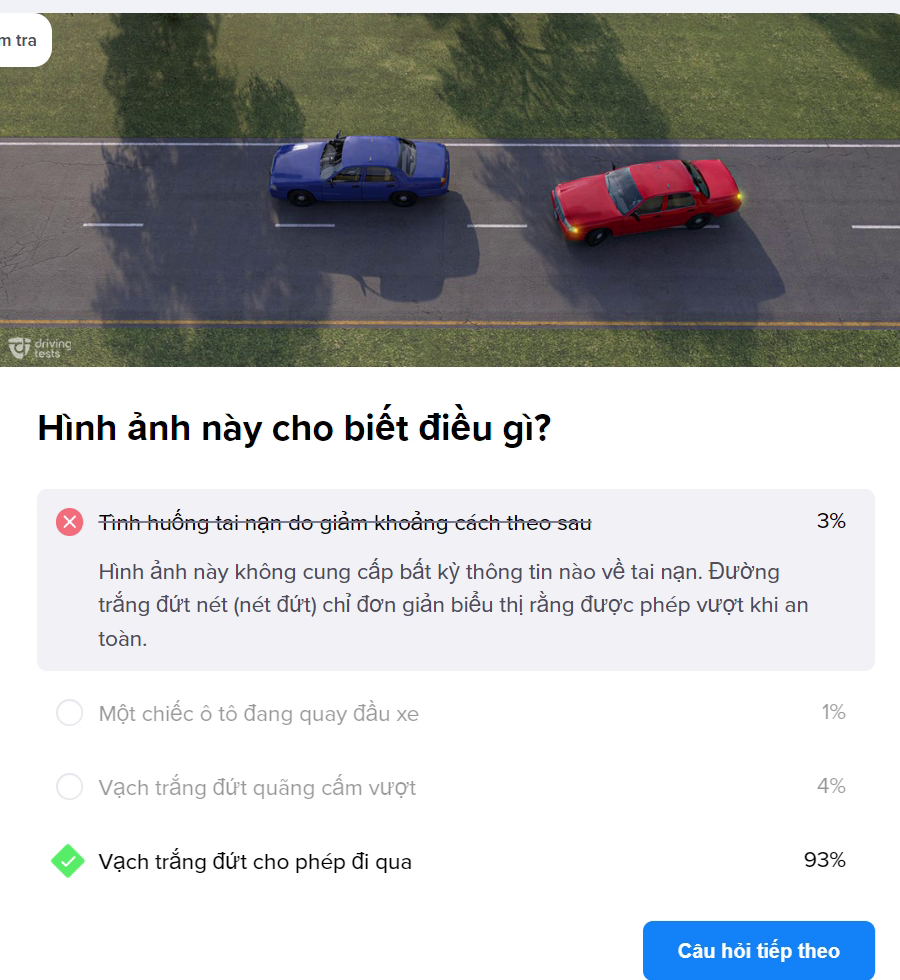 m tra
driving
tests
Hình ảnh này cho biết điều gì?
Tình huống tai nạn do giảm khoảng cách theo sau
3%
Hình ảnh này không cung cấp bất kỳ thông tin nào về tai nạn. Đường
trắng đứt nét (nét đứt) chỉ đơn giản biểu thị rằng được phép vượt khi an
toàn.
Một chiếc ô tô đang quay đầu xe
1%
Vạch trắng đứt quãng cấm vượt
4%
Vạch trắng đứt cho phép đi qua
93%
Câu hỏi tiếp theo